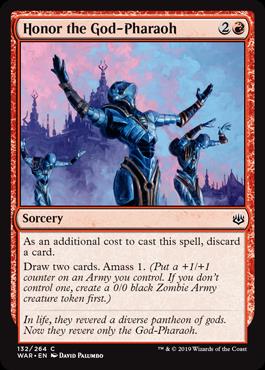 Honor the God-Pharaoh 2
Sorcery
As an additional cost to cast this spell, discard
a card.
Draw two cards. Amass 1. (Put a +1/+1
counter on an Army you control. If you don't
control one, create a 0/0 black Zombie Army
creature token first.)
In life, they revered a diverse pantheon of gods.
Now they revere only the God-Pharaoh.
132/264 C
WAR • EN DAVID PALUMBO
™ & © 2019 Wizards of the Coast